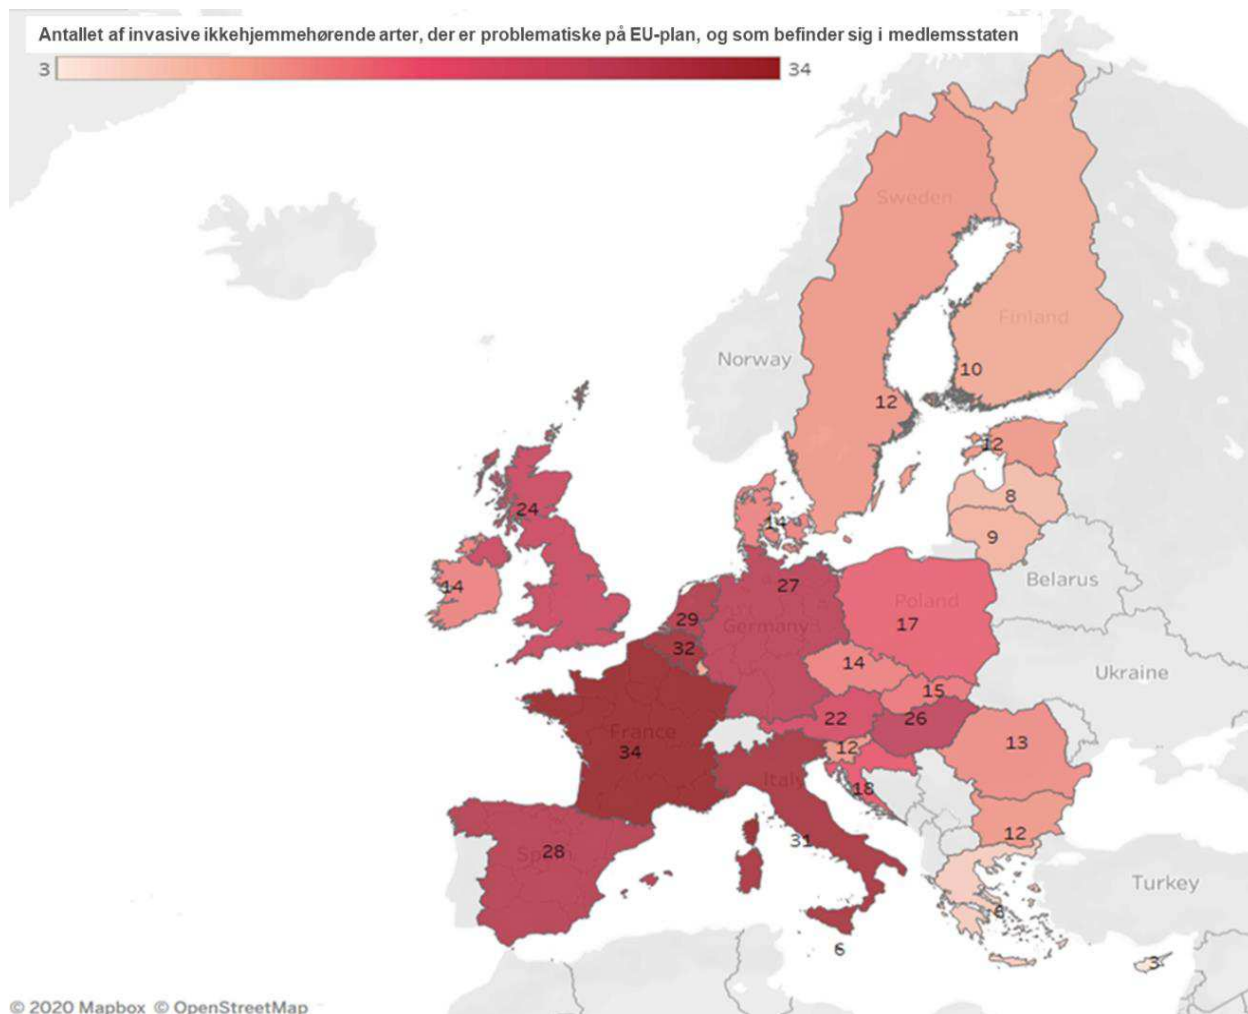 Antallet af invasive ikkehjemmehørende arter, der er problematiske på EU-plan, og som befinder sig i medlemsstaten
3 34
Sweden
Finland
Norway
10
12
12
8
24
9
14
Belarus
14
27
Poland
29
Germany
17
32
14
Ukraine
15
22
26
France
12
13
34
Italy
18
12
31
28
Turkey
6
6
3
© 2020 Mapbox © OpenStreetMap